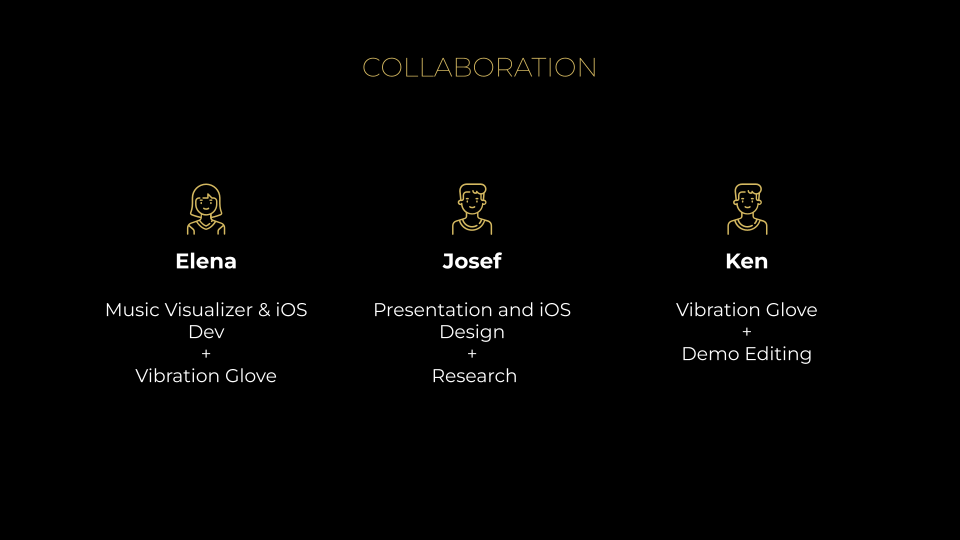 COLLABORATION
Elena
Music Visualizer & iOS
Dev
+
Vibration Glove
Josef
Presentation and iOS
Design
+
Research
Ken
Vibration Glove
+
Demo Editing